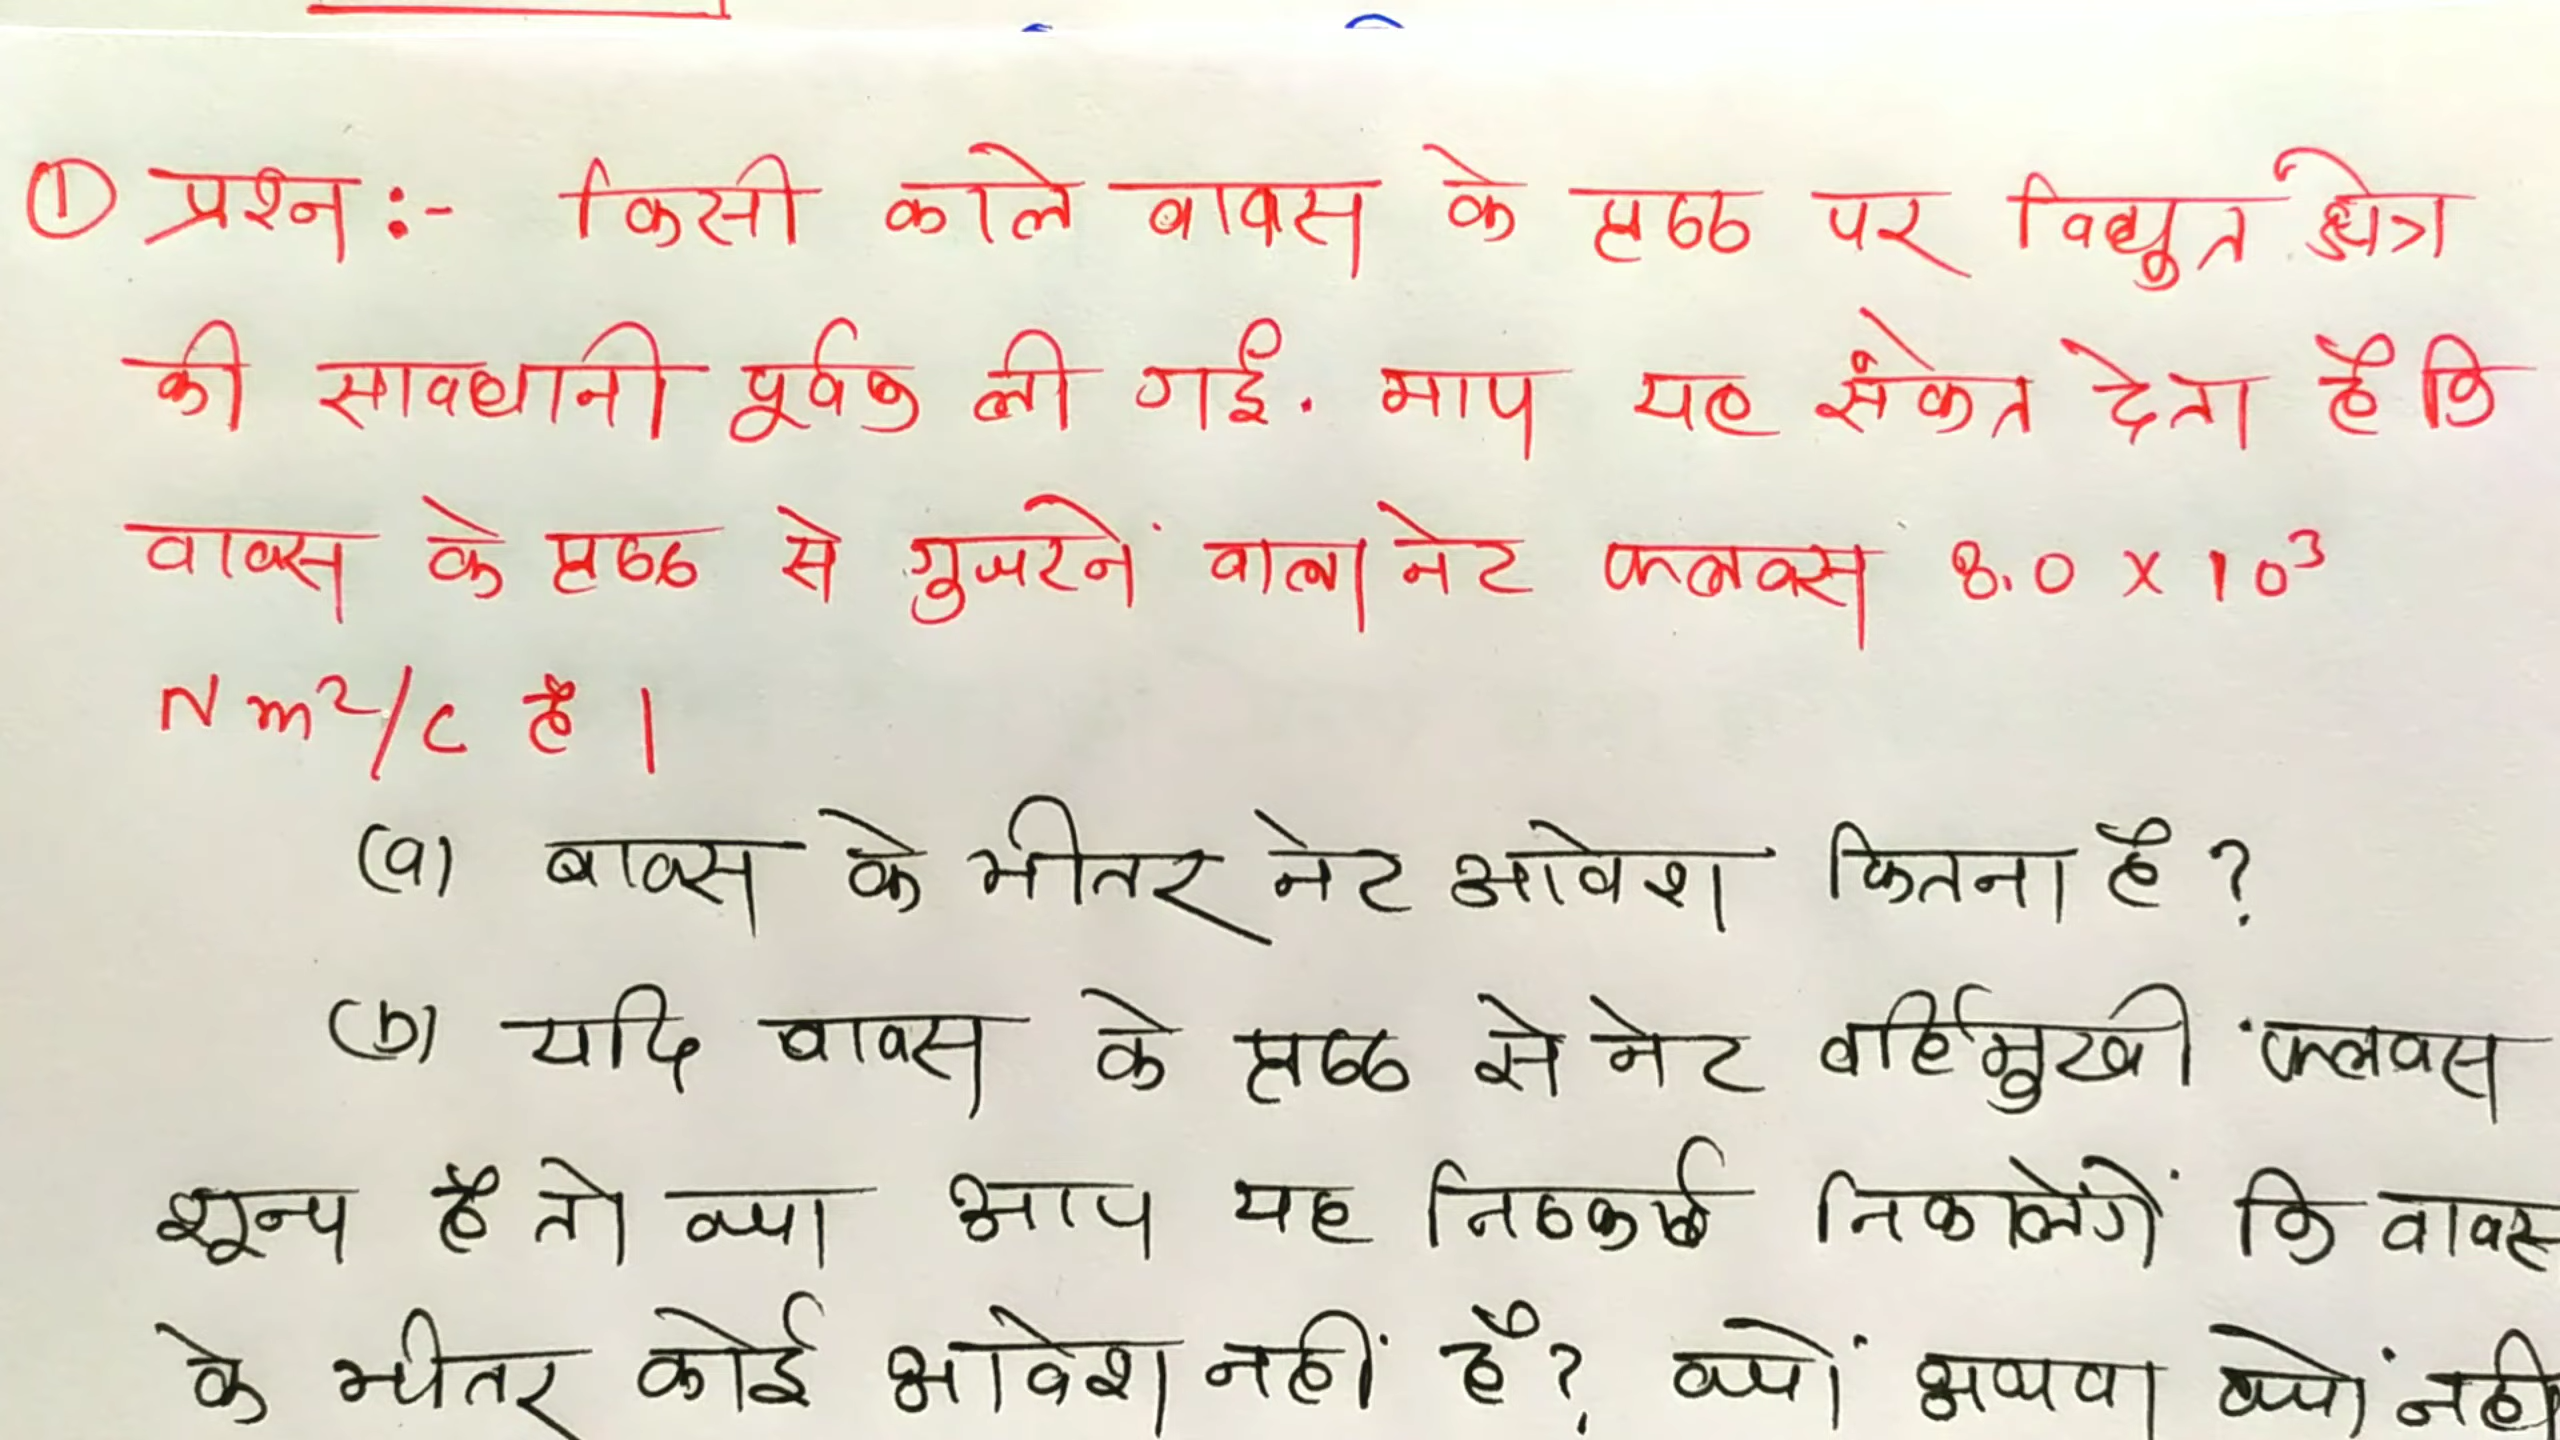 ① प्रश्न :- किसी काले बाक्स के पृष्ठ पर विद्युत क्षेत्र
की सावधानी पूर्वक ली गई. माप यह संकेत देता है कि
वाक्स के पृष्ठ से गुजरनें वाला नेट फ्लक्स 8.0 x 10³
N m²/C है ।
(a) बाक्स के भीतर नेट आवेश कितना है ?
(b) यदि बाक्स के पृष्ठ से नेट वर्हिमुखी फ्लक्स
शून्य है तो क्या आप यह निष्कर्ष निकालेंगें कि वाक्स
के भीतर कोई आवेश नहीं है ? क्यों अथवा क्यों नही